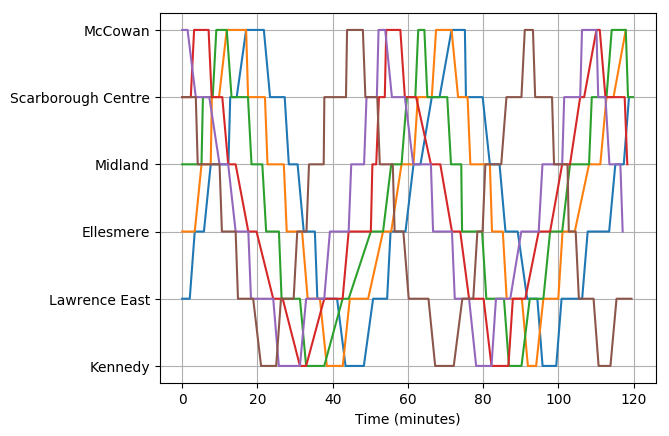 McCowan
Scarborough Centre
Midland
Ellesmere
Lawrence East
Kennedy
0 20 40 60 80 100 120
Time (minutes)